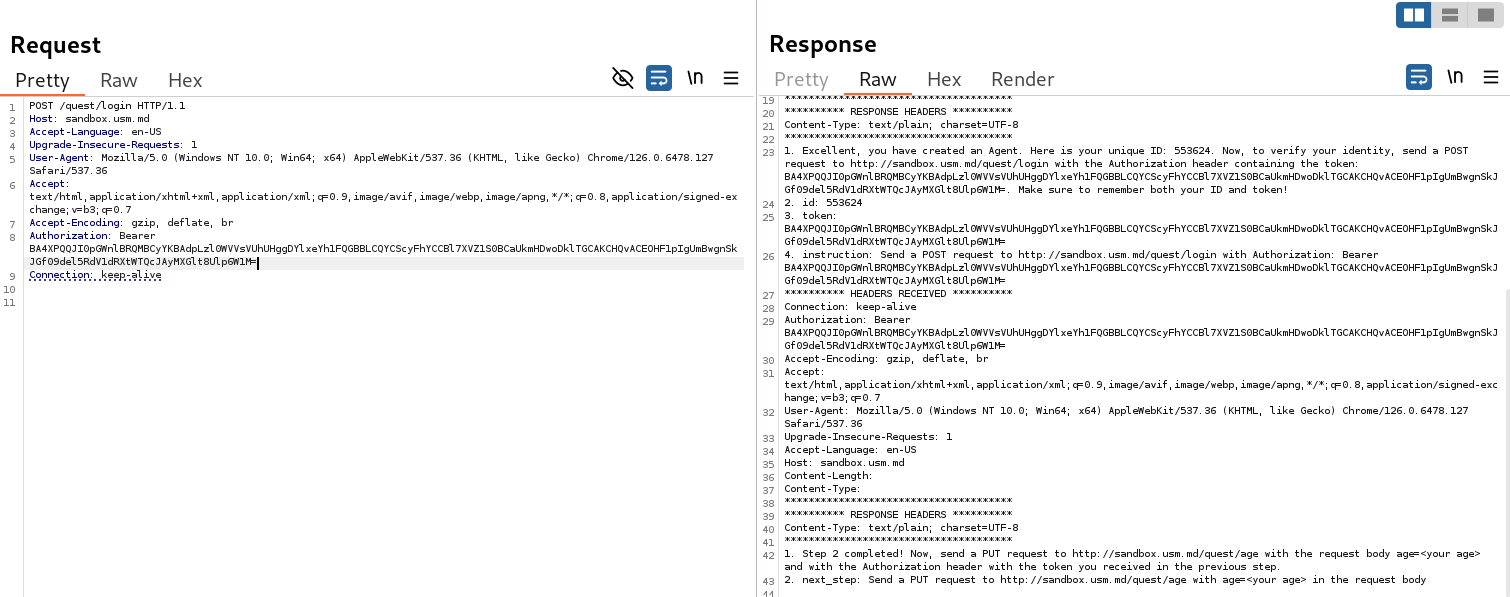 Request
Pretty Raw Hex
\n
1 POST /quest/login HTTP/1.1
2 Host: sandbox.usm.md
3 Accept-Language: en-US
4 Upgrade-Insecure-Requests: 1
5 User-Agent: Mozilla/5.0 (Windows NT 10.0; Win64; x64) AppleWebKit/537.36 (KHTML, like Gecko) Chrome/126.0.6478.127
Safari/537.36
6 Accept:
text/html,application/xhtml+xml,application/xml;q=0.9,image/avif,image/webp,image/apng,*/*;q=0.8,application/signed-ex
change;v=b3;q=0.7
7 Accept-Encoding: gzip, deflate, br
8 Authorization: Bearer
BA4XPQQJI0pGWnlBRQMBCyYKBAdpLzl0WVVsVUhUHggDYlxeYh1FQGBBLCQYCScyFhYCCBl7XVZ1S0BCaUkmHDwoDklTGCAKCHQvACEOHF1pIgUmBwgnSk
JGf09del5RdV1dRXtWTQcJAyMXGlt8Ulp6W1M=
9 Connection: keep-alive
10
11
Response
Pretty Raw Hex Render
\n
19 **************************************
20 ********** RESPONSE HEADERS **********
21 Content-Type: text/plain; charset=UTF-8
22 **************************************
23 1. Excellent, you have created an Agent. Here is your unique ID: 553624. Now, to verify your identity, send a POST
request to http://sandbox.usm.md/quest/login with the Authorization header containing the token:
BA4XPQQJI0pGWnlBRQMBCyYKBAdpLzl0WVVsVUhUHggDYlxeYh1FQGBBLCQYCScyFhYCCBl7XVZ1S0BCaUkmHDwoDklTGCAKCHQvACEOHF1pIgUmBwgnSkJ
Gf09del5RdV1dRXtWTQcJAyMXGlt8Ulp6W1M=. Make sure to remember both your ID and token!
24 2. id: 553624
25 3. token:
BA4XPQQJI0pGWnlBRQMBCyYKBAdpLzl0WVVsVUhUHggDYlxeYh1FQGBBLCQYCScyFhYCCBl7XVZ1S0BCaUkmHDwoDklTGCAKCHQvACEOHF1pIgUmBwgnSkJ
Gf09del5RdV1dRXtWTQcJAyMXGlt8Ulp6W1M=
26 4. instruction: Send a POST request to http://sandbox.usm.md/quest/login with Authorization: Bearer
BA4XPQQJI0pGWnlBRQMBCyYKBAdpLzl0WVVsVUhUHggDYlxeYh1FQGBBLCQYCScyFhYCCBl7XVZ1S0BCaUkmHDwoDklTGCAKCHQvACEOHF1pIgUmBwgnSkJ
Gf09del5RdV1dRXtWTQcJAyMXGlt8Ulp6W1M=
27 ********** HEADERS RECEIVED **********
28 Connection: keep-alive
29 Authorization: Bearer
BA4XPQQJI0pGWnlBRQMBCyYKBAdpLzl0WVVsVUhUHggDYlxeYh1FQGBBLCQYCScyFhYCCBl7XVZ1S0BCaUkmHDwoDklTGCAKCHQvACEOHF1pIgUmBwgnSkJ
Gf09del5RdV1dRXtWTQcJAyMXGlt8Ulp6W1M=
30 Accept-Encoding: gzip, deflate, br
31 Accept:
text/html,application/xhtml+xml,application/xml;q=0.9,image/avif,image/webp,image/apng,*/*;q=0.8,application/signed-exc
hange;v=b3;q=0.7
32 User-Agent: Mozilla/5.0 (Windows NT 10.0; Win64; x64) AppleWebKit/537.36 (KHTML, like Gecko) Chrome/126.0.6478.127
Safari/537.36
33 Upgrade-Insecure-Requests: 1
34 Accept-Language: en-US
35 Host: sandbox.usm.md
36 Content-Length:
37 Content-Type:
38 **************************************
39 ********** RESPONSE HEADERS **********
40 Content-Type: text/plain; charset=UTF-8
41 **************************************
42 1. Step 2 completed! Now, send a PUT request to http://sandbox.usm.md/quest/age with the request body age=<your age>
and with the Authorization header with the token you received in the previous step.
43 2. next_step: Send a PUT request to http://sandbox.usm.md/quest/age with age=<your age> in the request body
44